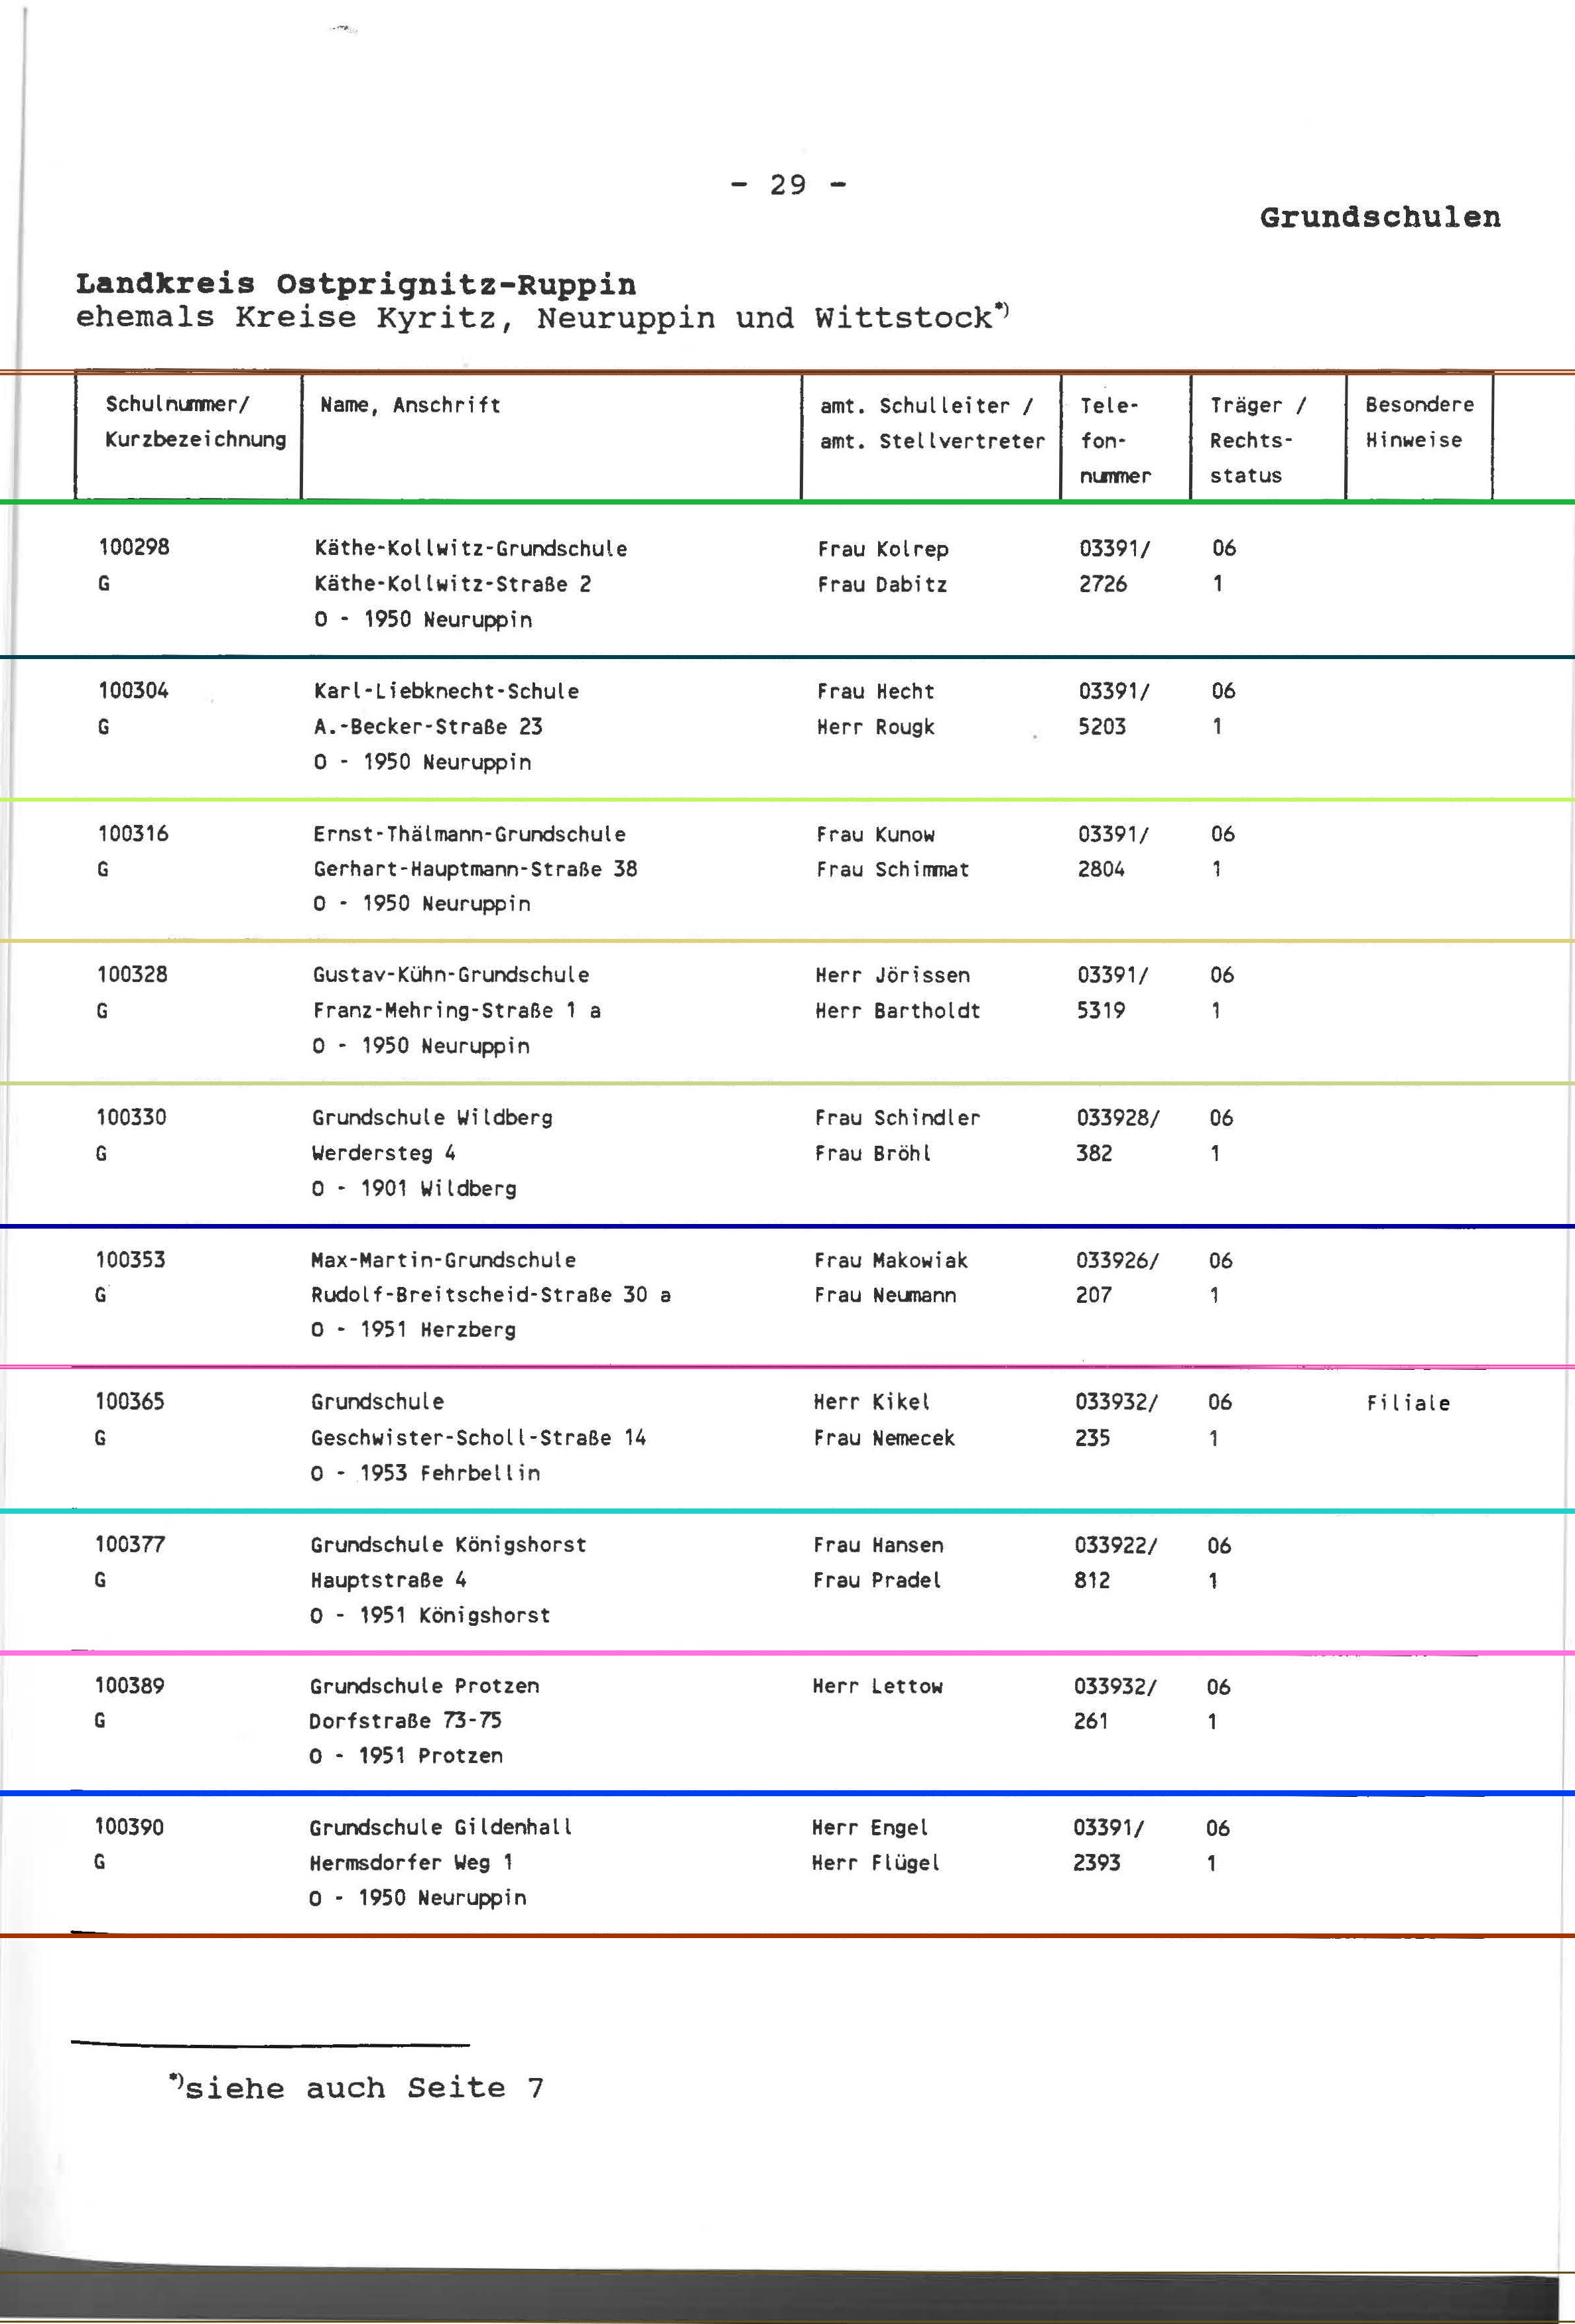 - 29 -
Grundschulen
Landkreis Ostprignitz-Ruppin
ehemals Kreise Kyritz, Neuruppin und Wittstock*)
Schulnummer/ Name, Anschrift amt. Schulleiter / Tele- Träger / Besondere
Kurzbezeichnung amt. Stellvertreter fon- Rechts- Hinweise
nummer status
100298 Käthe-Kollwitz-Grundschule Frau Kolrep 03391/ 06
G Käthe-Kollwitz-Straße 2 Frau Dabitz 2726 1
O - 1950 Neuruppin
100304 Karl-Liebknecht-Schule Frau Hecht 03391/ 06
G A.-Becker-Straße 23 Herr Rougk 5203 1
O - 1950 Neuruppin
100316 Ernst-Thälmann-Grundschule Frau Kunow 03391/ 06
G Gerhart-Hauptmann-Straße 38 Frau Schimmat 2804 1
O - 1950 Neuruppin
100328 Gustav-Kühn-Grundschule Herr Jörissen 03391/ 06
G Franz-Mehring-Straße 1 a Herr Bartholdt 5319 1
O - 1950 Neuruppin
100330 Grundschule Wildberg Frau Schindler 033928/ 06
G Werdersteg 4 Frau Bröhl 382 1
O - 1901 Wildberg
100353 Max-Martin-Grundschule Frau Makowiak 033926/ 06
G Rudolf-Breitscheid-Straße 30 a Frau Neumann 207 1
O - 1951 Herzberg
100365 Grundschule Herr Kikel 033932/ 06 Filiale
G Geschwister-Scholl-Straße 14 Frau Nemecek 235 1
O - 1953 Fehrbellin
100377 Grundschule Königshorst Frau Hansen 033922/ 06
G Hauptstraße 4 Frau Pradel 812 1
O - 1951 Königshorst
100389 Grundschule Protzen Herr Lettow 033932/ 06
G Dorfstraße 73-75 261 1
O - 1951 Protzen
100390 Grundschule Gildenhall Herr Engel 03391/ 06
G Hermsdorfer Weg 1 Herr Flügel 2393 1
O - 1950 Neuruppin
*)siehe auch Seite 7